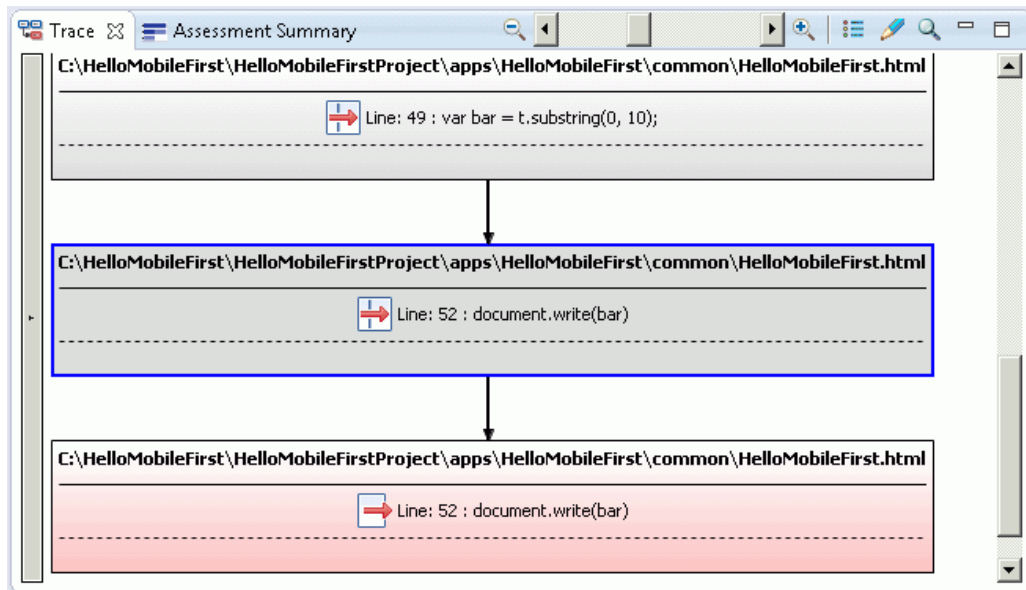 Trace Assessment Summary
C:\HelloMobileFirst\HelloMobileFirstProject\apps\HelloMobileFirst\common\HelloMobileFirst.html
Line: 49 : var bar = t.substring(0, 10);
C:\HelloMobileFirst\HelloMobileFirstProject\apps\HelloMobileFirst\common\HelloMobileFirst.html
Line: 52 : document.write(bar)
C:\HelloMobileFirst\HelloMobileFirstProject\apps\HelloMobileFirst\common\HelloMobileFirst.html
Line: 52 : document.write(bar)